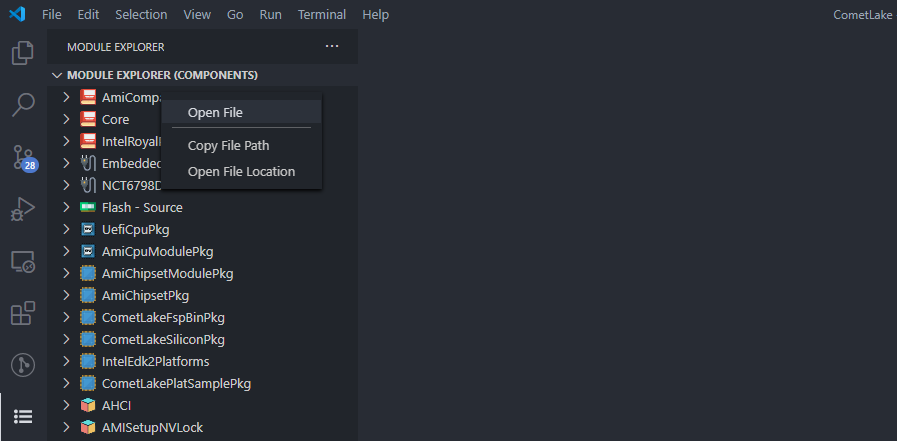 File Edit Selection View Go Run Terminal Help CometLake
MODULE EXPLORER ...
MODULE EXPLORER (COMPONENTS)
AmiCompa
Open File
Core
IntelRoyal
Copy File Path
Embedded
Open File Location
28
NCT6798D
Flash - Source
UefiCpuPkg
AmiCpuModulePkg
AmiChipsetModulePkg
AmiChipsetPkg
CometLakeFspBinPkg
CometLakeSiliconPkg
IntelEdk2Platforms
CometLakePlatSamplePkg
AHCI
AMISetupNVLock